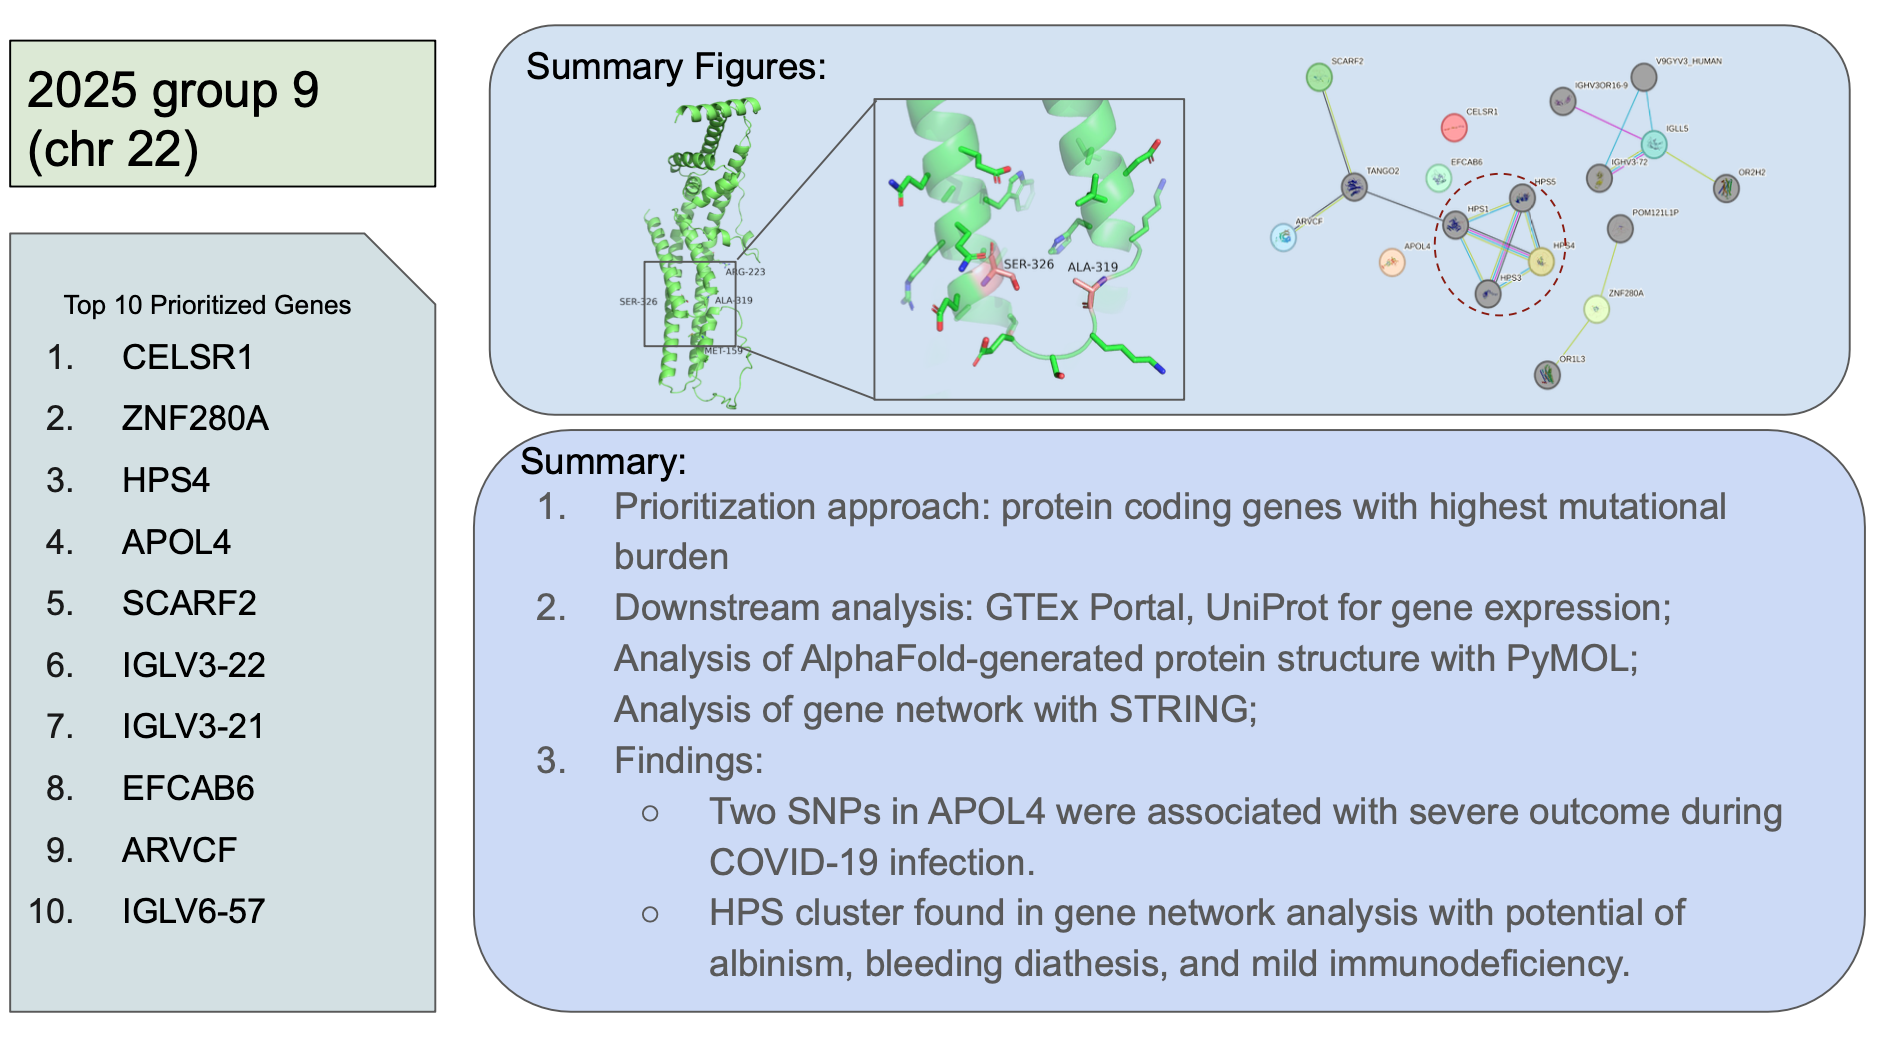 2025 group 9
(chr 22)
Top 10 Prioritized Genes
1. CELSR1
2. ZNF280A
3. HPS4
4. APOL4
5. SCARF2
6. IGLV3-22
7. IGLV3-21
8. EFCAB6
9. ARVCF
10. IGLV6-57
Summary Figures:
ARG-223
SER-326
ALA-319
MET-159
SER-326
ALA-319
SCARF2
CELSR1
EFCAB6
TANGO2
ARVCF
APOL4
HPS1
HPS5
HPS4
HPS3
V9GYV3_HUMAN
IGHV3OR16-9
IGLL5
IGHV3-72
OR2H2
POM121L1P
ZNF280A
OR1L3
Summary:
1. Prioritization approach: protein coding genes with highest mutational
burden
2. Downstream analysis: GTEx Portal, UniProt for gene expression;
Analysis of AlphaFold-generated protein structure with PyMOL;
Analysis of gene network with STRING;
3. Findings:
○ Two SNPs in APOL4 were associated with severe outcome during
COVID-19 infection.
○ HPS cluster found in gene network analysis with potential of
albinism, bleeding diathesis, and mild immunodeficiency.